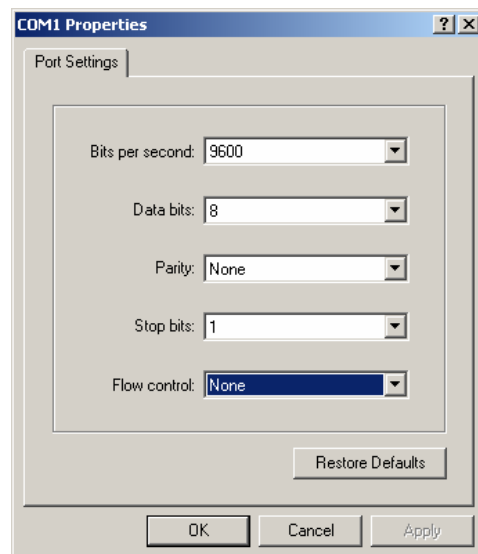 COM1 Properties
Port Settings
Bits per second: 9600
Data bits: 8
Parity: None
Stop bits: 1
Flow control: None
Restore Defaults
OK Cancel Apply